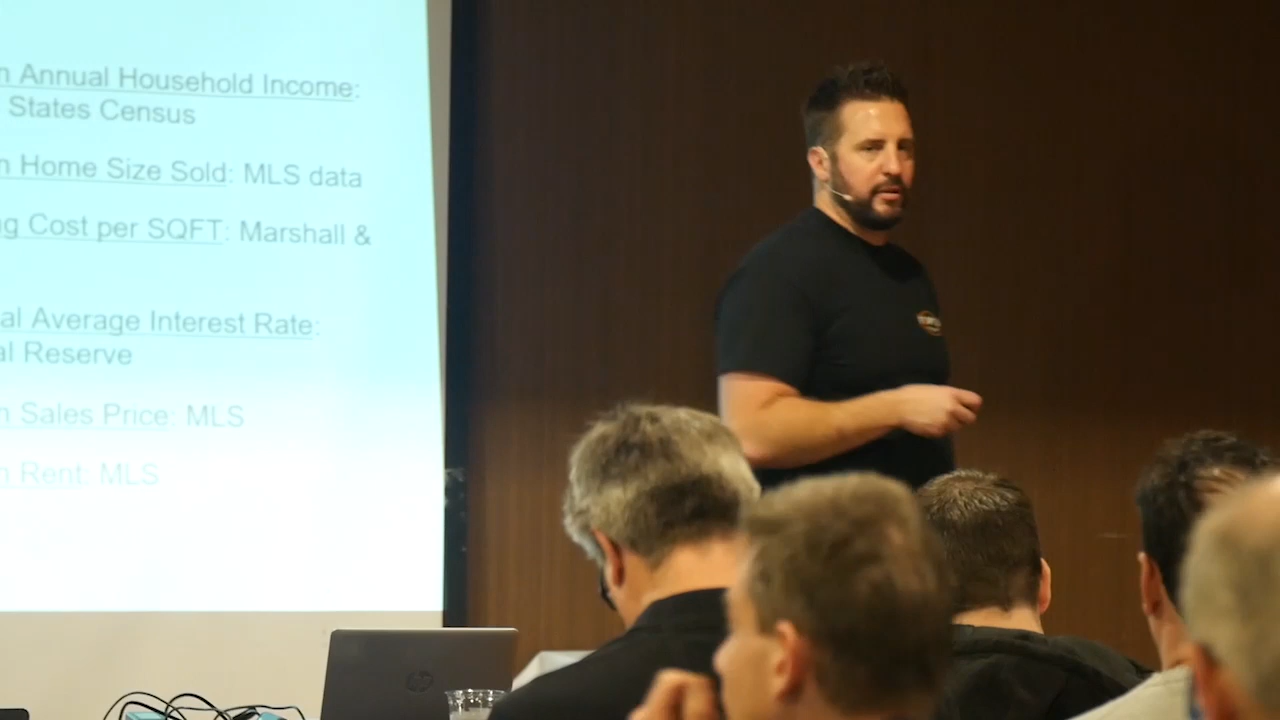 n Annual Household Income:
States Census
n Home Size Sold: MLS data
g Cost per SQFT: Marshall &
al Average Interest Rate:
al Reserve
n Sales Price: MLS
n Rent: MLS
hp